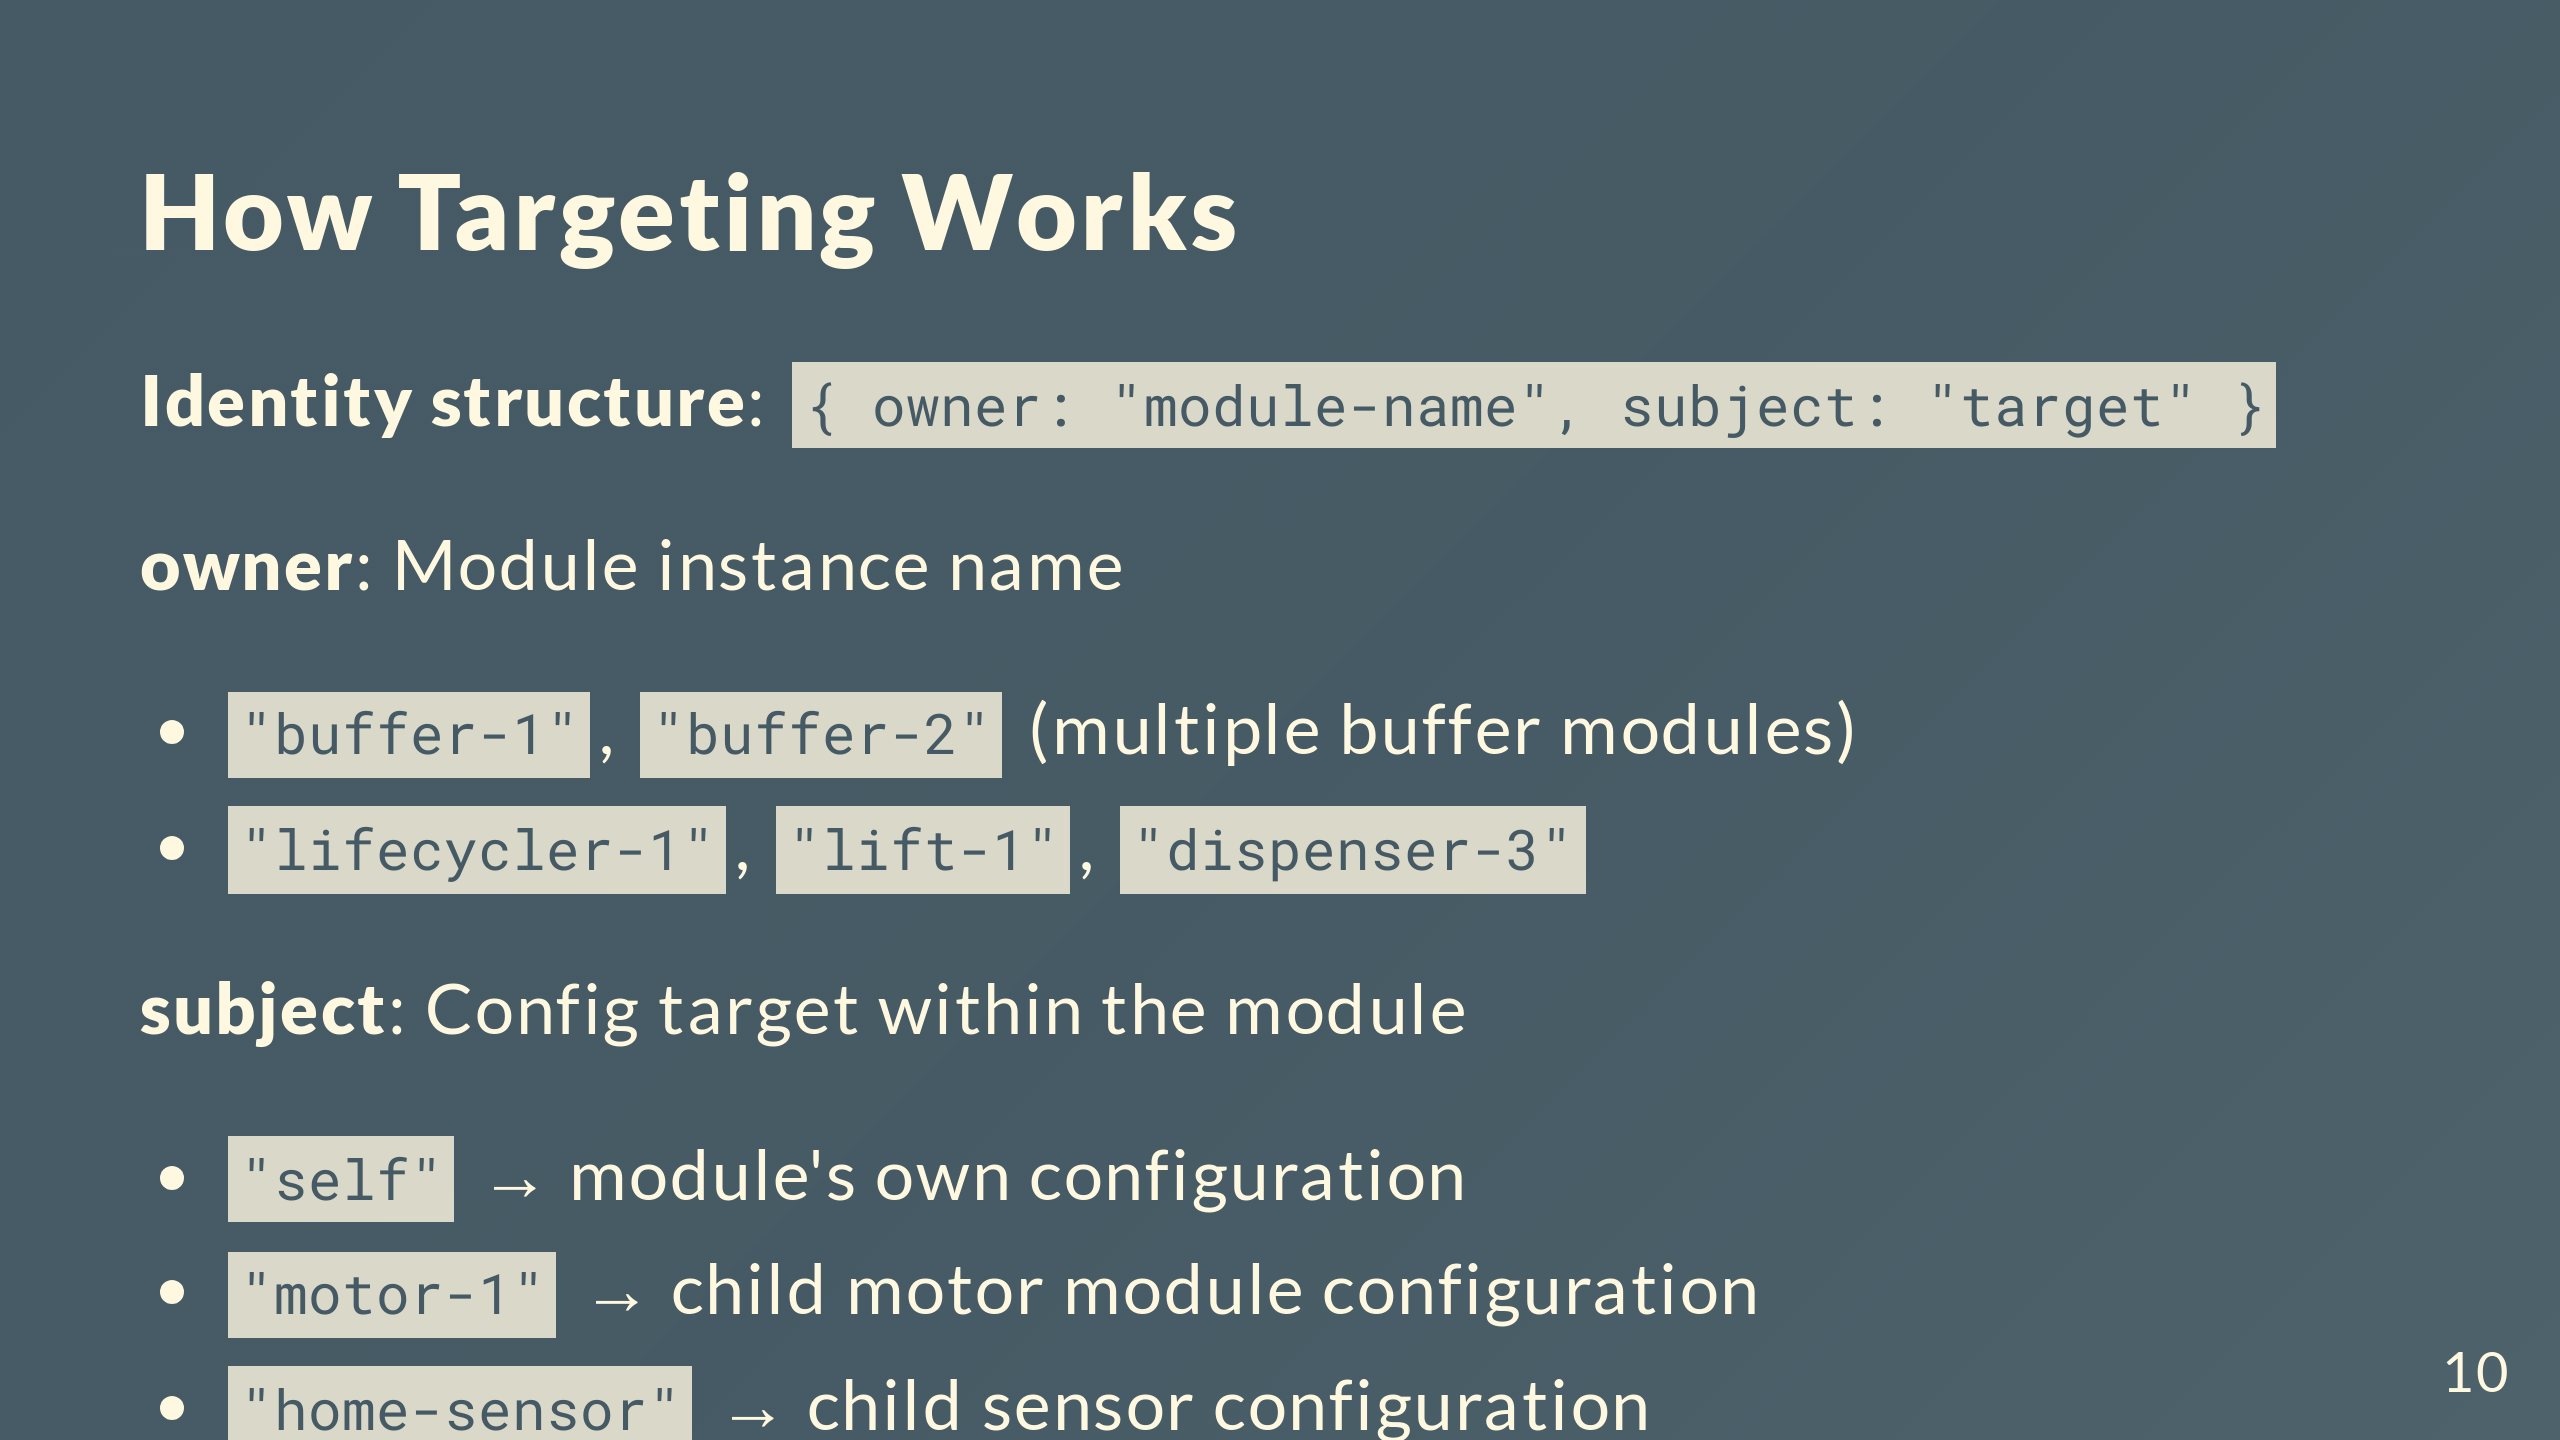 How Targeting Works
Identity structure: { owner: "module-name", subject: "target" }
owner: Module instance name
• "buffer-1", "buffer-2" (multiple buffer modules)
• "lifecycler-1", "lift-1", "dispenser-3"
subject: Config target within the module
• "self" → module's own configuration
• "motor-1" → child motor module configuration
• "home-sensor" → child sensor configuration
10